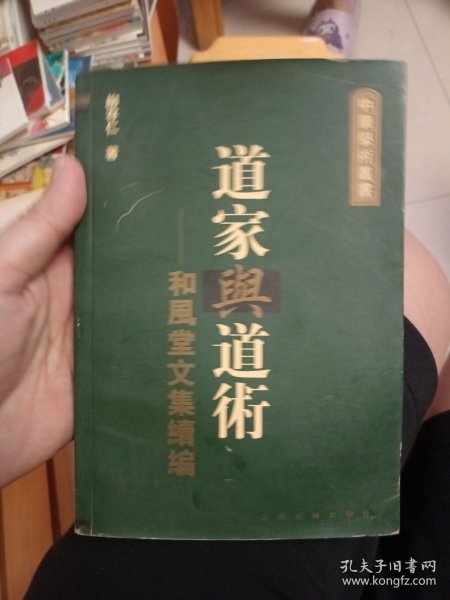 中華學術叢書
道家與道術
——和風堂文集續編
柳存仁 著
上海古籍出版社
孔夫子旧书网
www.kongfz.com